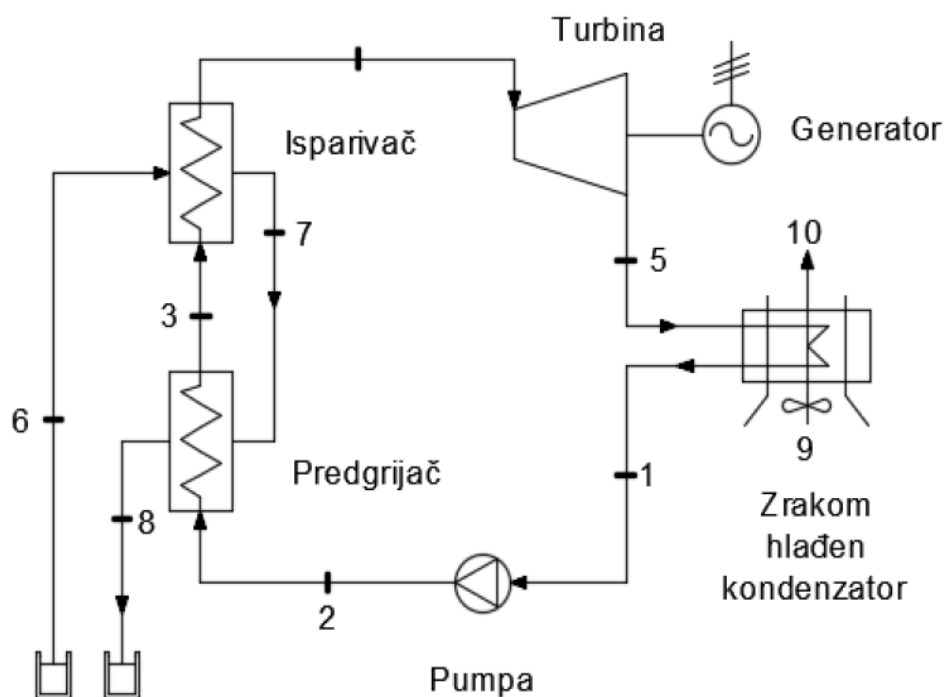 Turbina
Generator
Isparivač
7
10
5
3
6
9
Predgrijač
1
8
Zrakom
hlađen
kondenzator
2
Pumpa